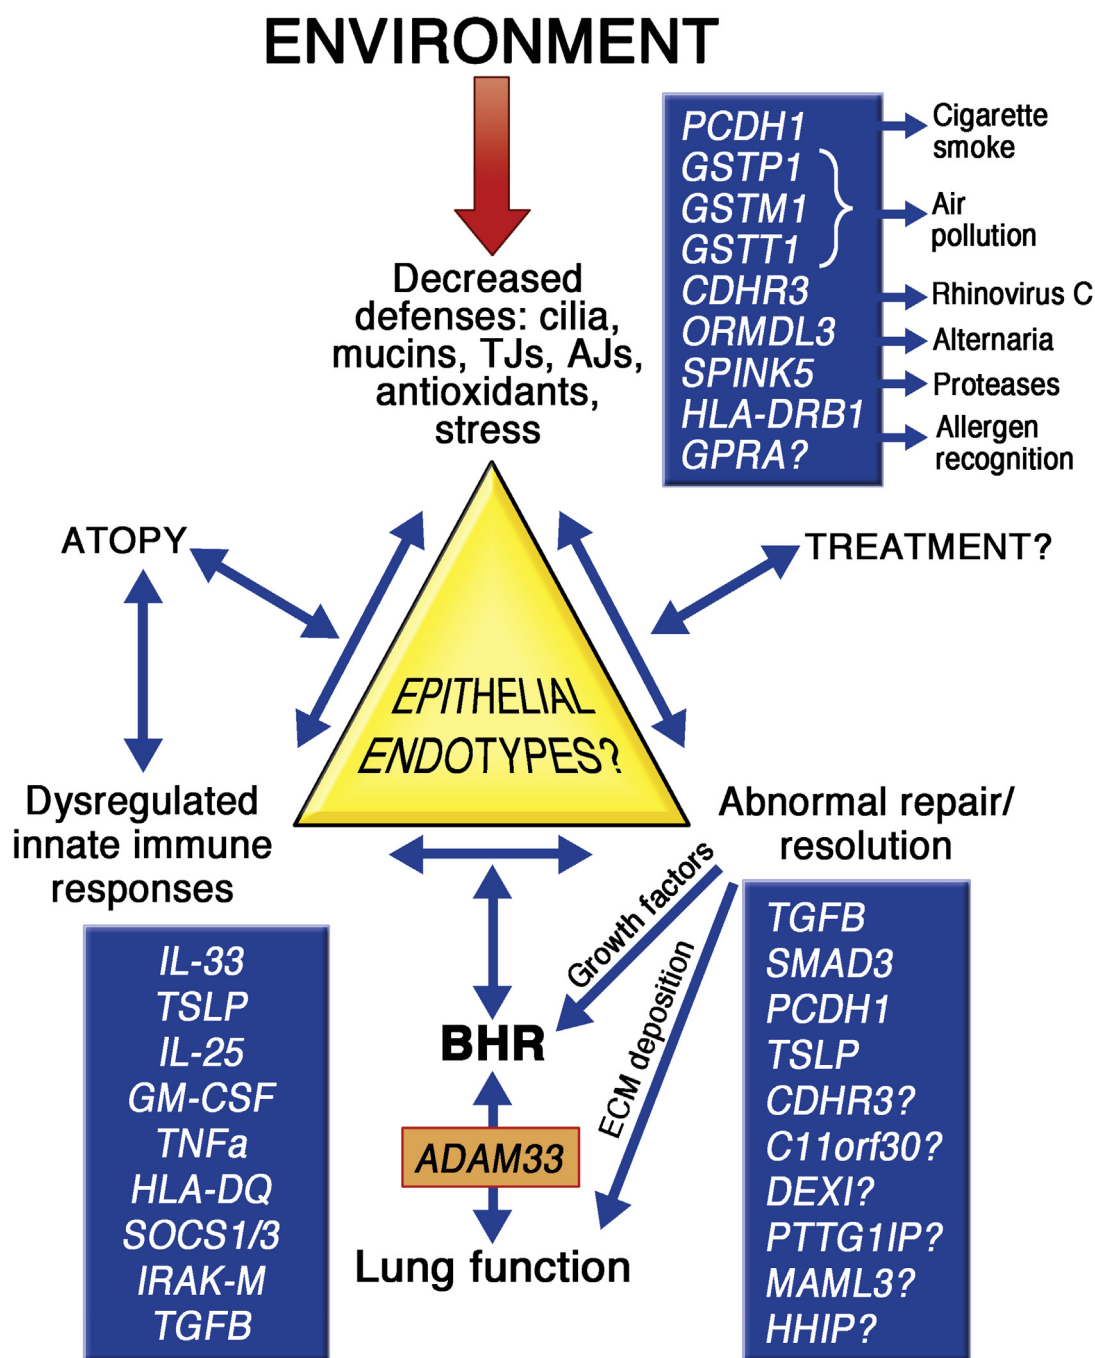 ENVIRONMENT
Decreased
defenses: cilia,
mucins, TJs, AJs,
antioxidants,
stress
PCDH1
GSTP1
GSTM1
GSTT1
CDHR3
ORMDL3
SPINK5
HLA-DRB1
GPRA?
Cigarette
smoke
Air
pollution
Rhinovirus C
Alternaria
Proteases
Allergen
recognition
ATOPY
TREATMENT?
EPITHELIAL
ENDOTYPES?
Dysregulated
innate immune
responses
IL-33
TSLP
IL-25
GM-CSF
TNFa
HLA-DQ
SOCS1/3
IRAK-M
TGFB
BHR
ADAM33
Lung function
Growth factors
ECM deposition
Abnormal repair/
resolution
TGFB
SMAD3
PCDH1
TSLP
CDHR3?
C11orf30?
DEXI?
PTTG1IP?
MAML3?
HHIP?